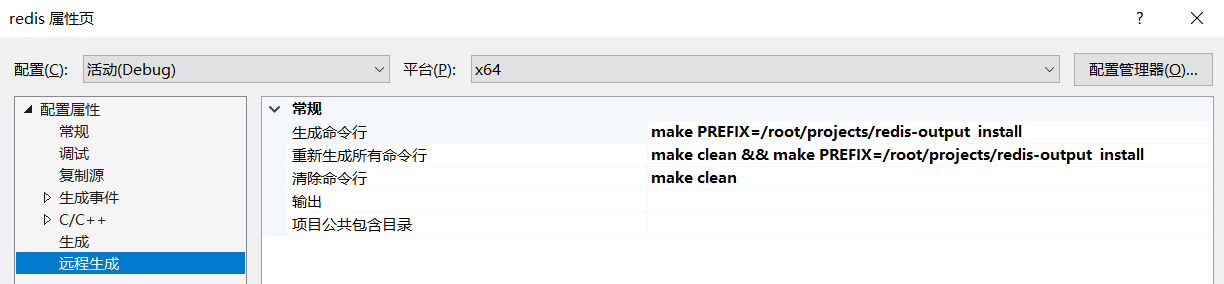 redis 属性页
配置(C): 活动(Debug) 平台(P): x64 配置管理器(O)...
配置属性
常规
调试
复制源
生成事件
C/C++
生成
远程生成
常规
生成命令行 make PREFIX=/root/projects/redis-output install
重新生成所有命令行 make clean && make PREFIX=/root/projects/redis-output install
清除命令行 make clean
输出
项目公共包含目录